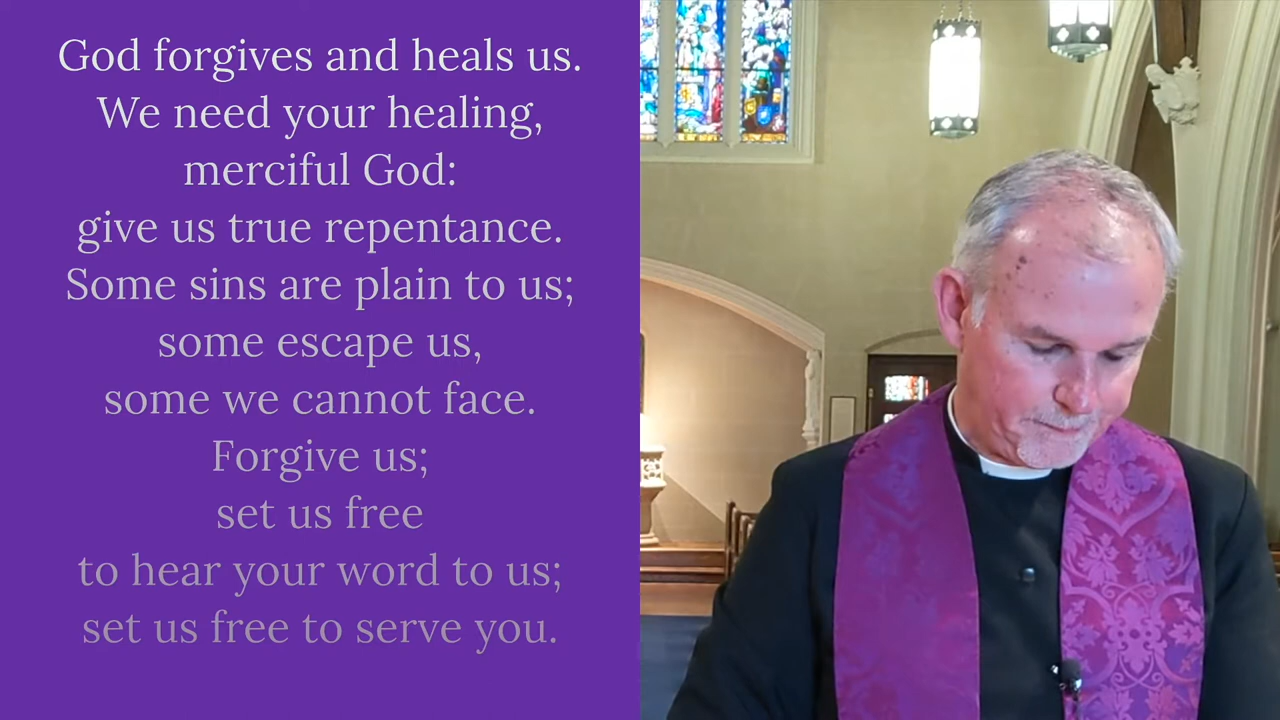 God forgives and heals us.
We need your healing,
merciful God:
give us true repentance.
Some sins are plain to us;
some escape us,
some we cannot face.
Forgive us;
set us free
to hear your word to us;
set us free to serve you.